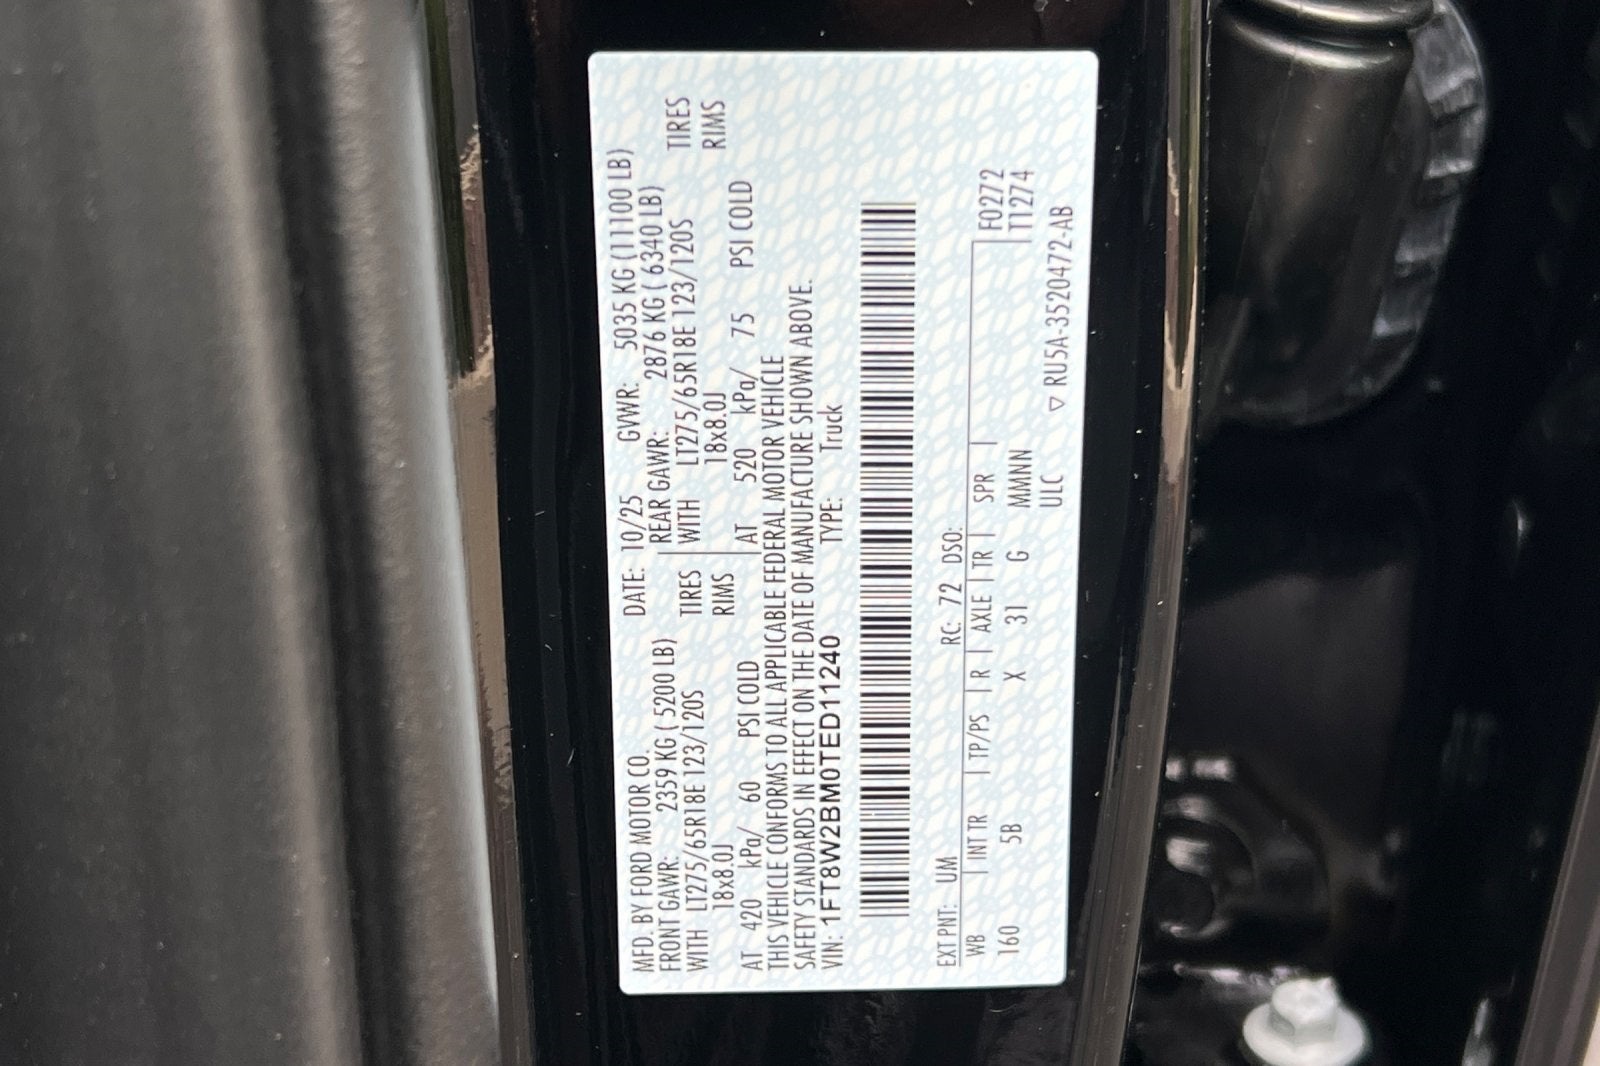 MFD. BY FORD MOTOR CO. DATE: 10/25 GVWR: 5035 KG (11100 LB)
FRONT GAWR: 2359 KG ( 5200 LB) REAR GAWR: 2876 KG ( 6340 LB)
WITH LT275/65R18E 123/120S TIRES WITH LT275/65R18E 123/120S TIRES
18x8.0J RIMS 18x8.0J RIMS
AT 420 kPa/ 60 PSI COLD AT 520 kPa/ 75 PSI COLD
THIS VEHICLE CONFORMS TO ALL APPLICABLE FEDERAL MOTOR VEHICLE
SAFETY STANDARDS IN EFFECT ON THE DATE OF MANUFACTURE SHOWN ABOVE.
VIN: 1FT8W2BM0TED11240 TYPE: Truck
EXT PNT: UM RC: 72 DSO:
WB INT TR TP/PS R AXLE TR SPR F0272
160 5B X 31 G MMNN T1274
ULC ▽ RU5A-3520472-AB